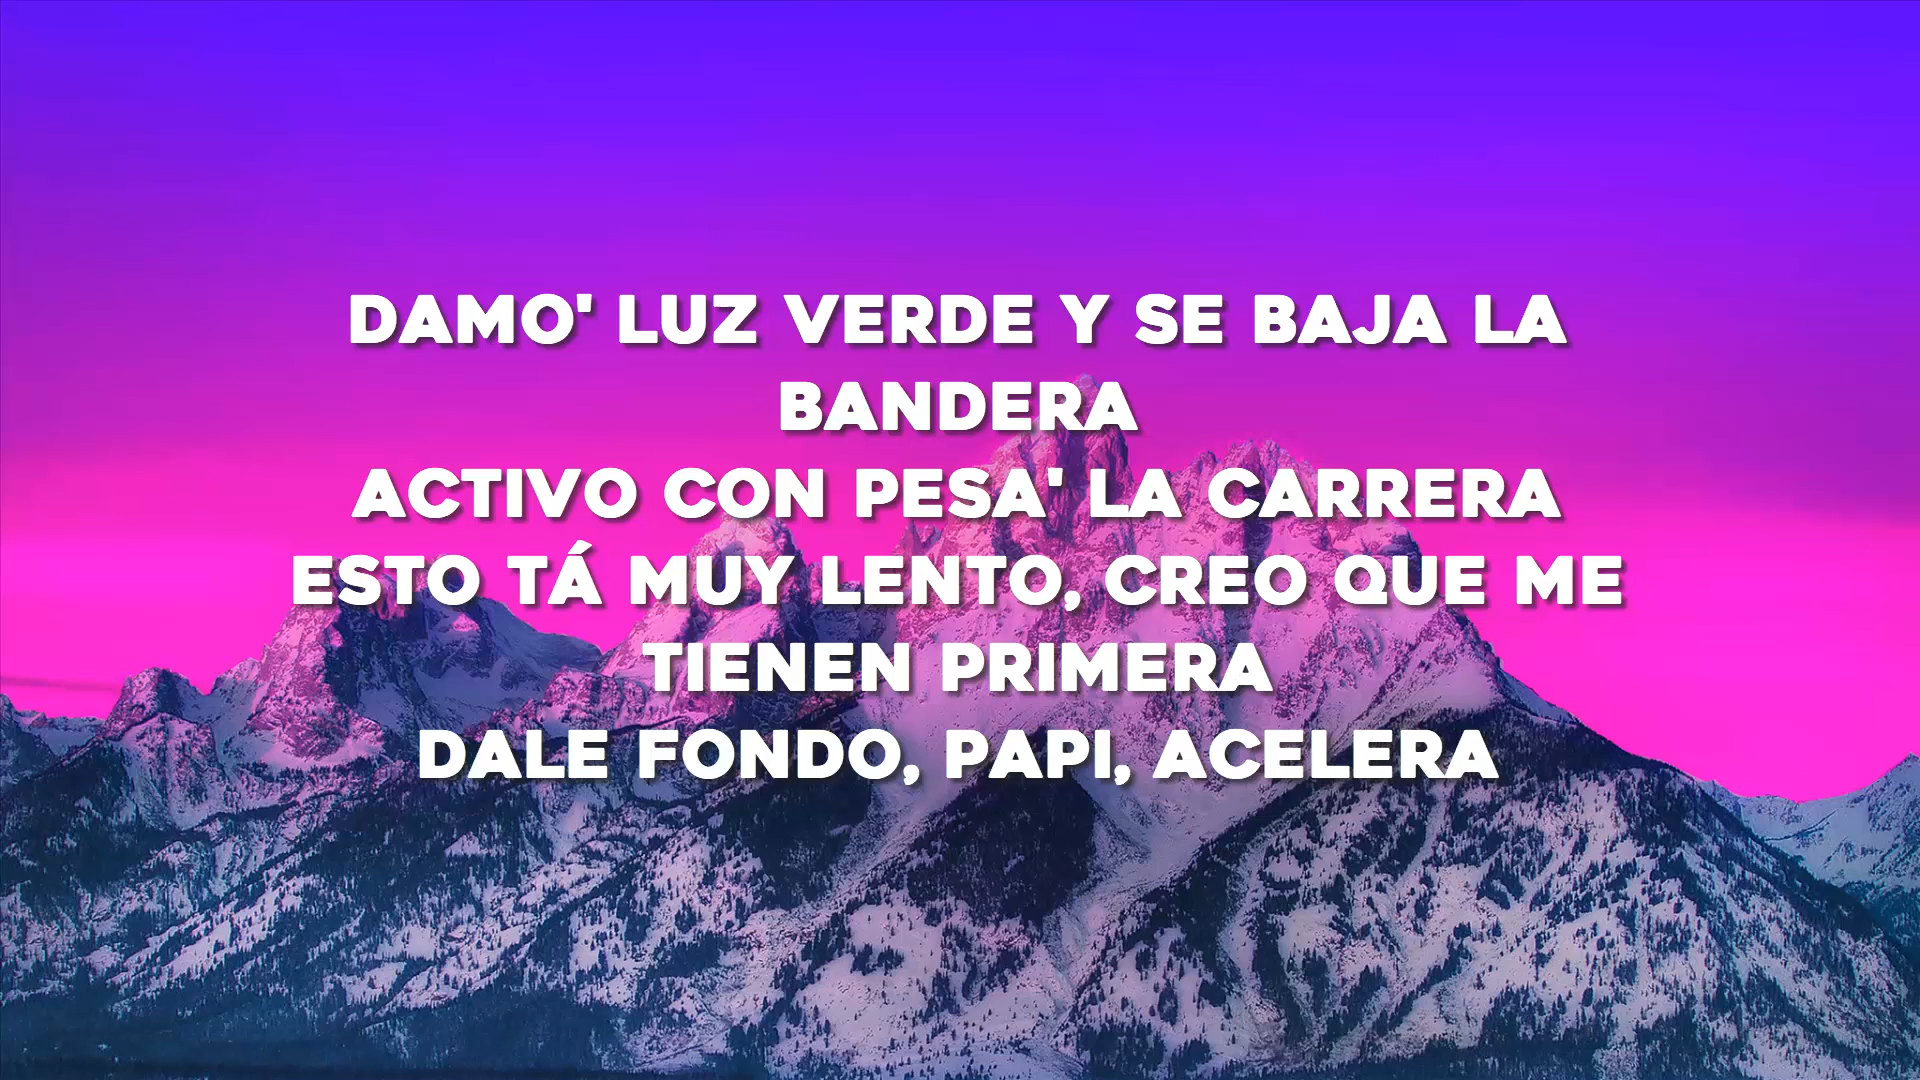 DAMO' LUZ VERDE Y SE BAJA LA
BANDERA
ACTIVO CON PESA' LA CARRERA
ESTO TÁ MUY LENTO, CREO QUE ME
TIENEN PRIMERA
DALE FONDO, PAPI, ACELERA